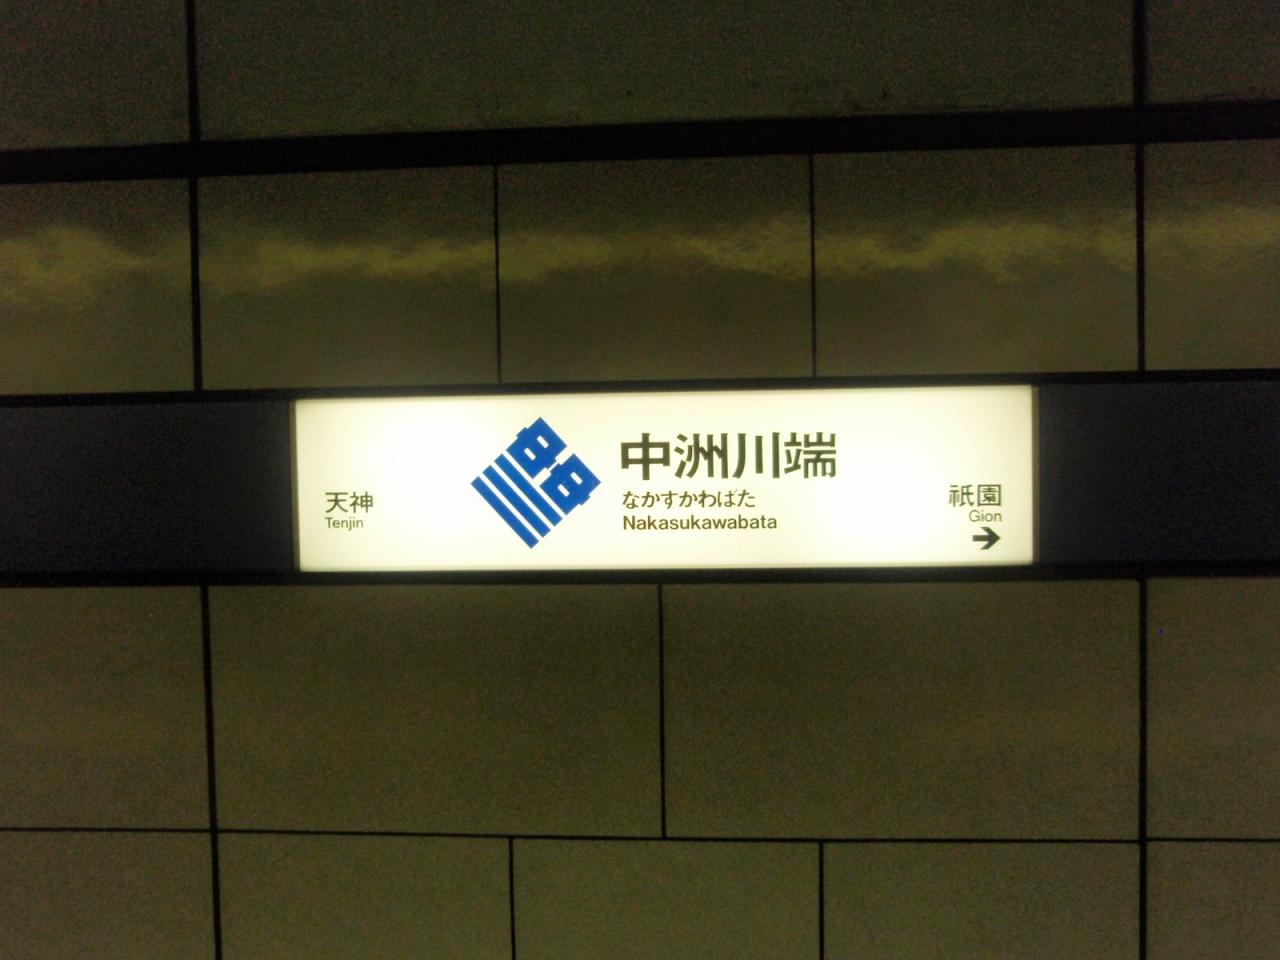 天神
Tenjin
中洲川端
なかすかわばた
Nakasukawabata
祇園
Gion
→